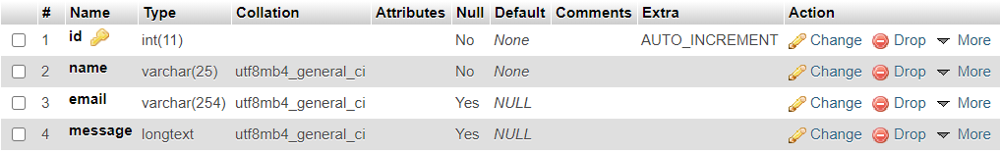 # Name Type Collation Attributes Null Default Comments Extra Action
1 id int(11) No None AUTO_INCREMENT Change Drop More
2 name varchar(25) utf8mb4_general_ci No None Change Drop More
3 email varchar(254) utf8mb4_general_ci Yes NULL Change Drop More
4 message longtext utf8mb4_general_ci Yes NULL Change Drop More